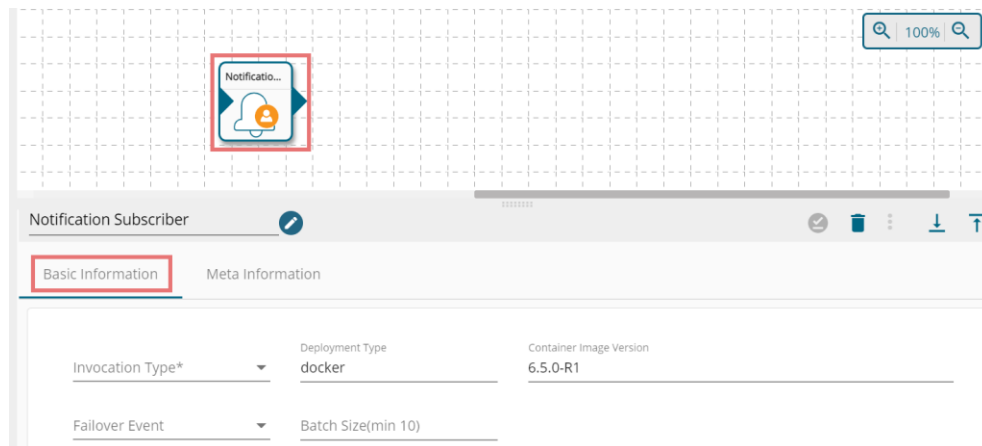 100%
Notificatio...
Notification Subscriber
Basic Information Meta Information
Deployment Type Container Image Version
Invocation Type* docker 6.5.0-R1
Failover Event Batch Size(min 10)